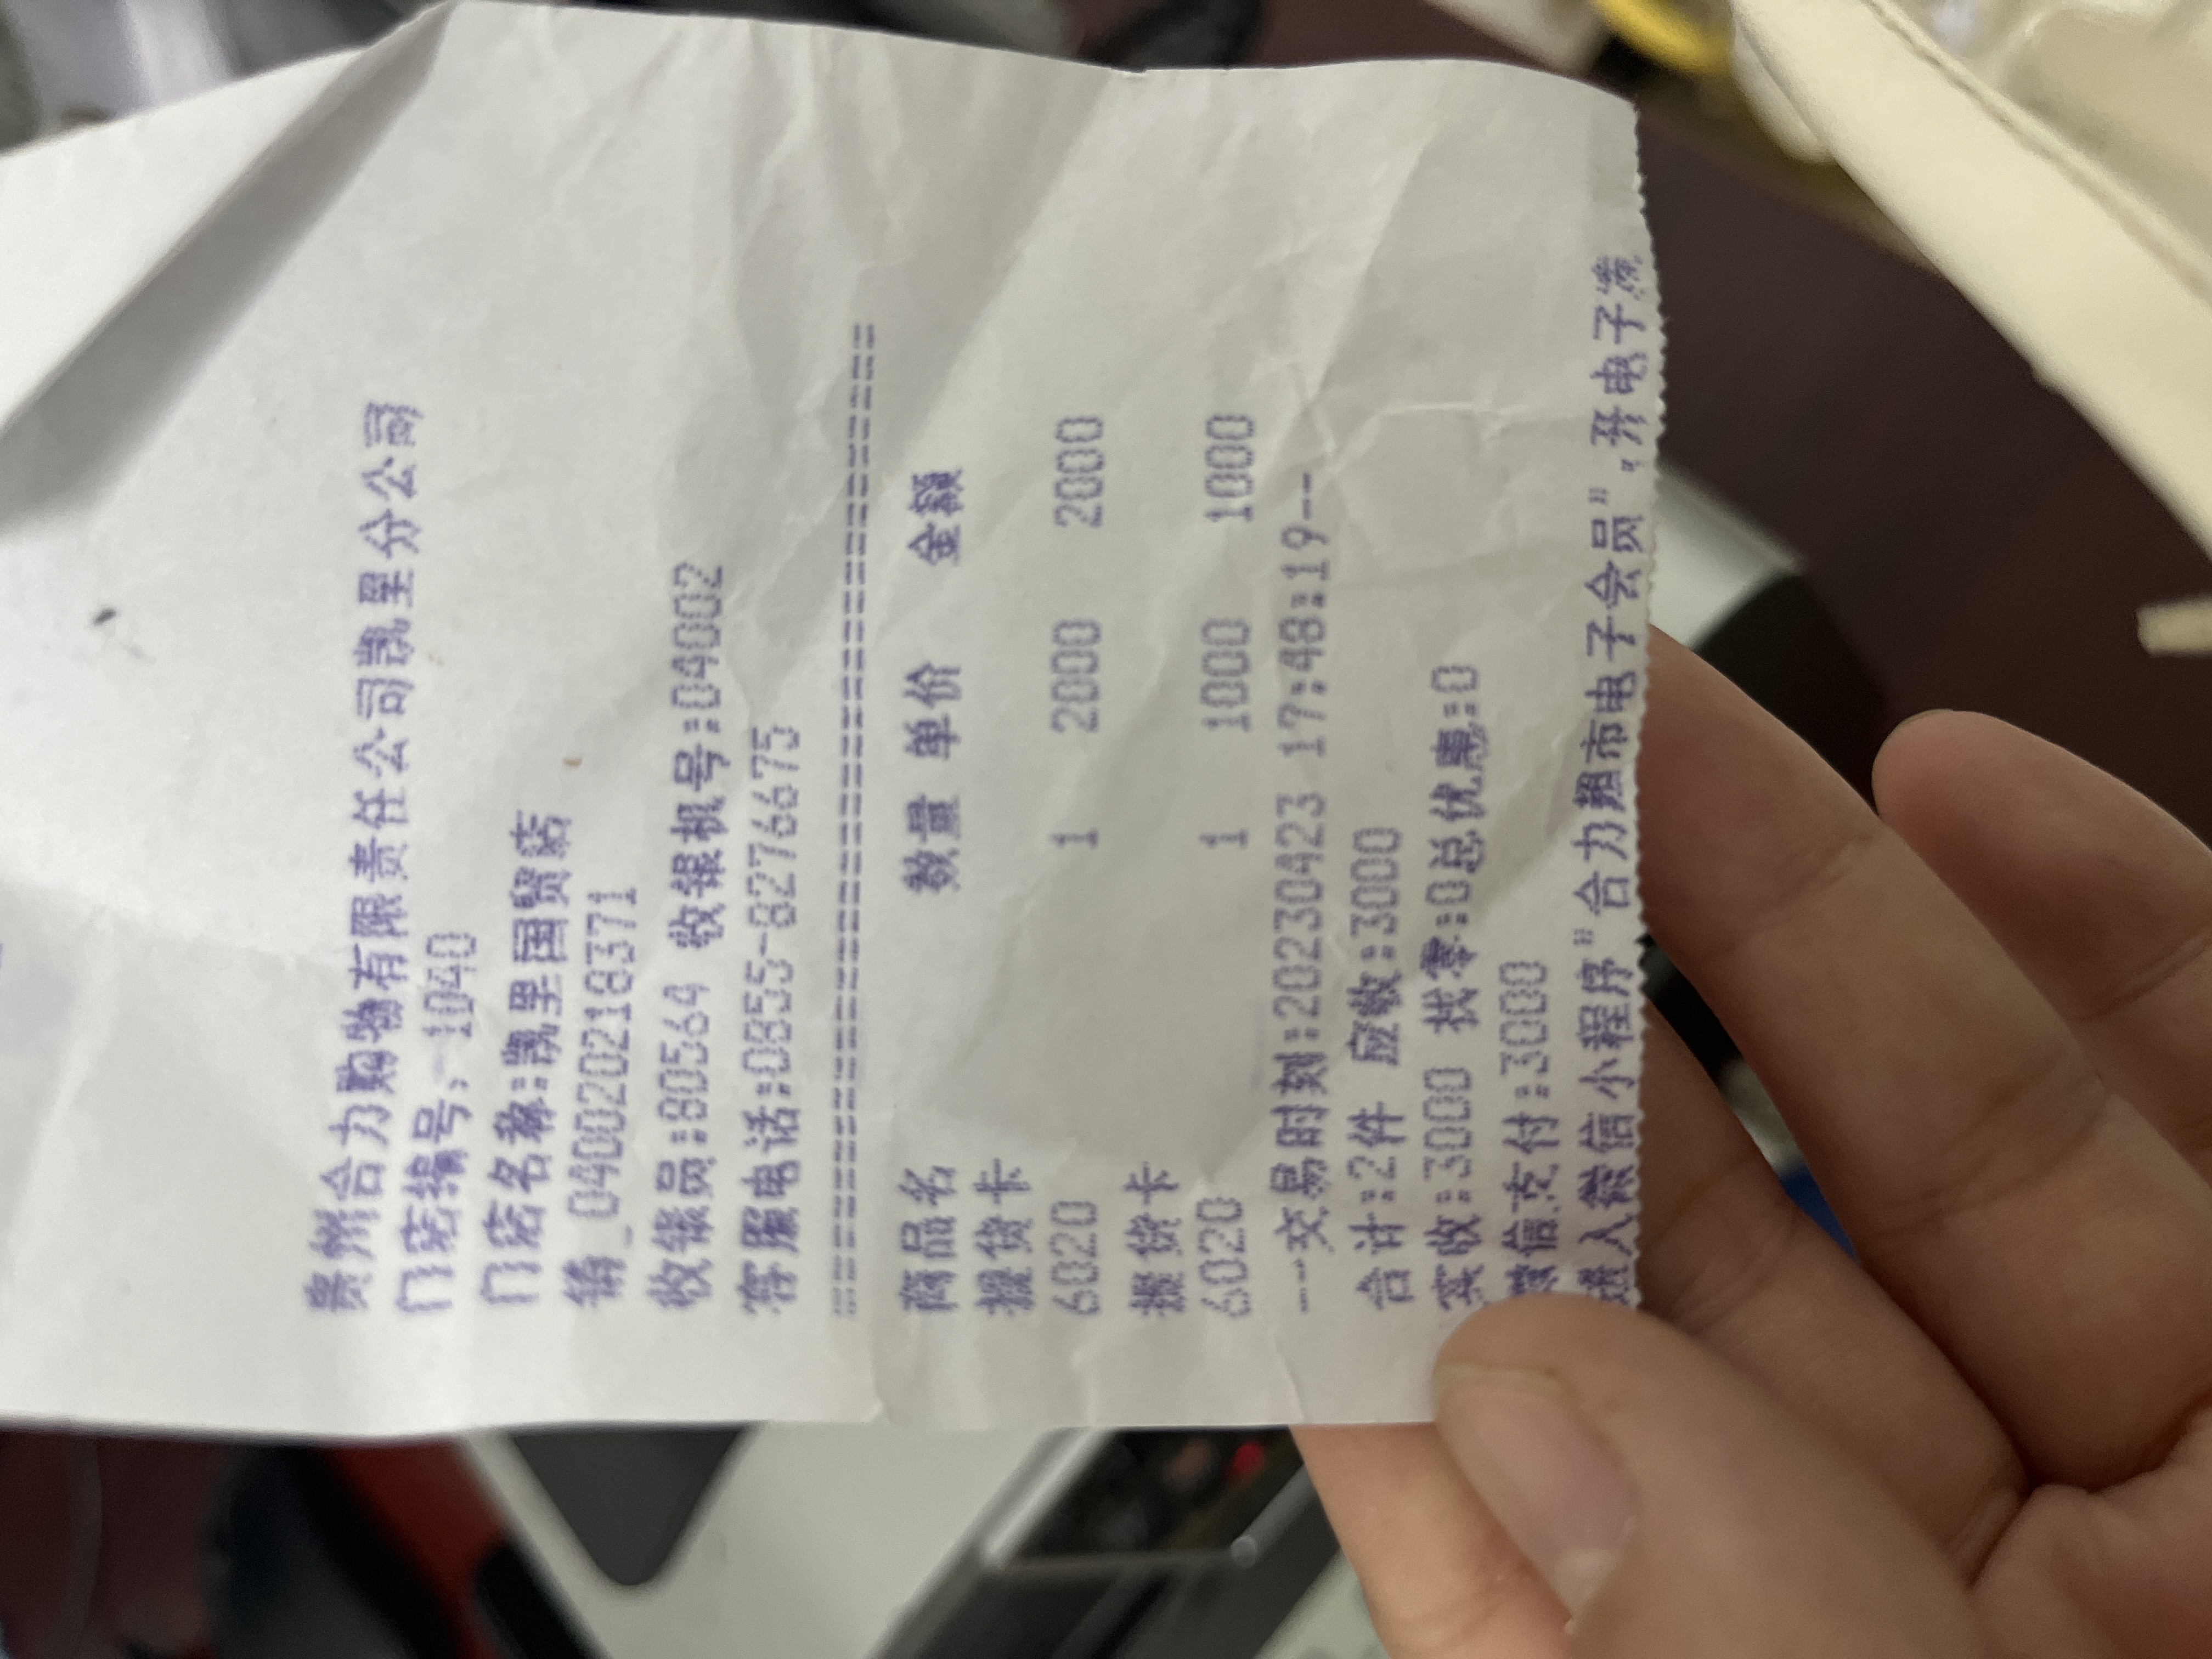 贵州合力购物有限责任公司凯里分公司
门店编号：1040
门店名称:凯里国贸店
销_040020218371
收银员:80564 收银机号:04002
客服电话:0855-8276675
==========================================
商品名 数量 单价 金额
提货卡
6020 1 2000 2000
提货卡
6020 1 1000 1000
---交易时刻:20230423 17:48:19--
合计:2件 应收:3000
实收:3000 找零:0总优惠:0
微信支付:3000
进入微信小程序"合力超市电子会员",开电子票